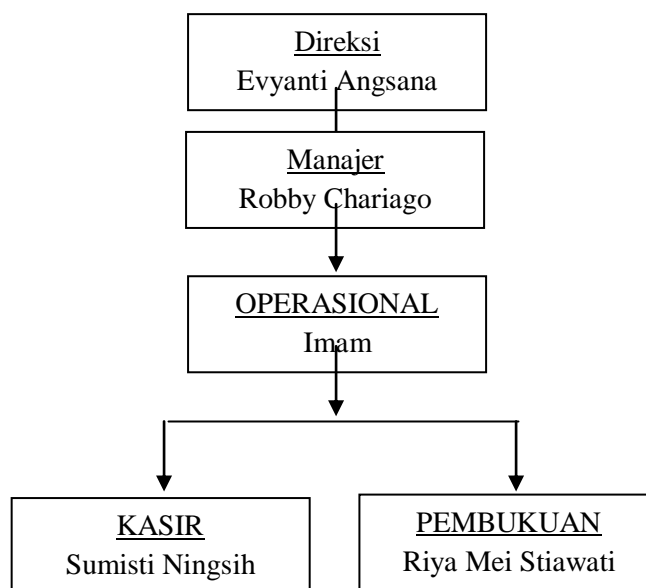 Direksi
Evyanti Angsana
Manajer
Robby Chariago
OPERASIONAL
Imam
KASIR
Sumisti Ningsih
PEMBUKUAN
Riya Mei Stiawati